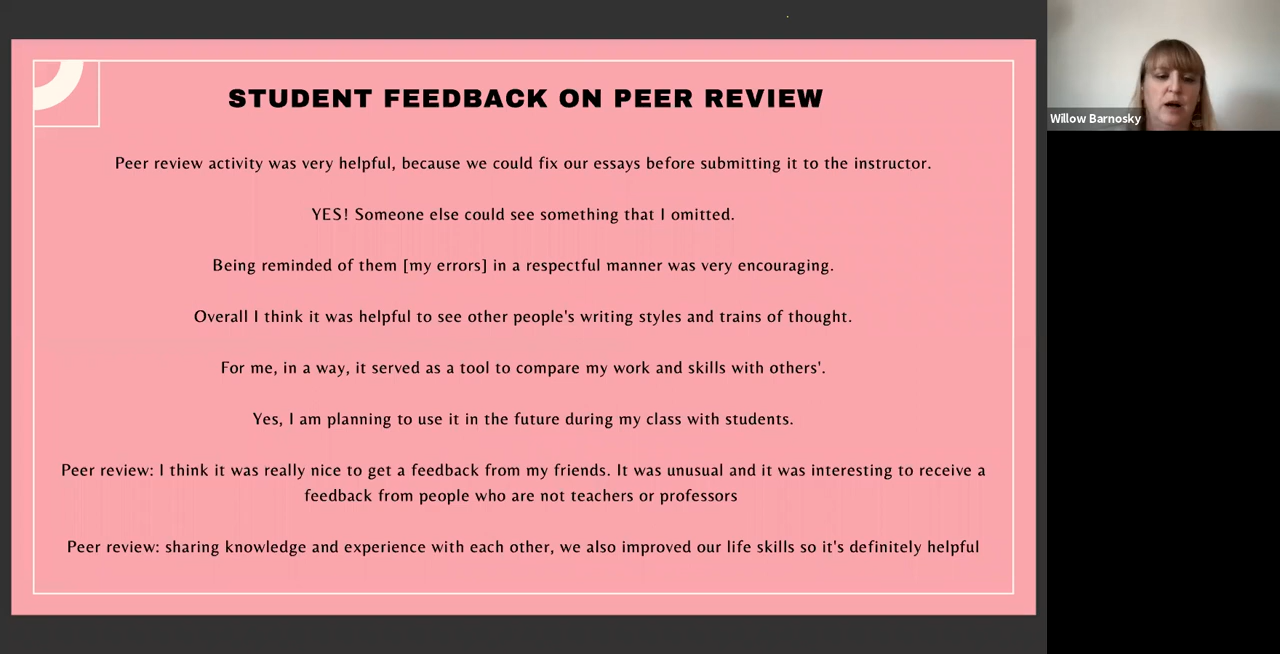 STUDENT FEEDBACK ON PEER REVIEW
Peer review activity was very helpful, because we could fix our essays before submitting it to the instructor.
YES! Someone else could see something that I omitted.
Being reminded of them [my errors] in a respectful manner was very encouraging.
Overall I think it was helpful to see other people's writing styles and trains of thought.
For me, in a way, it served as a tool to compare my work and skills with others'.
Yes, I am planning to use it in the future during my class with students.
Peer review: I think it was really nice to get a feedback from my friends. It was unusual and it was interesting to receive a
feedback from people who are not teachers or professors
Peer review: sharing knowledge and experience with each other, we also improved our life skills so it's definitely helpful
Willow Barnosky